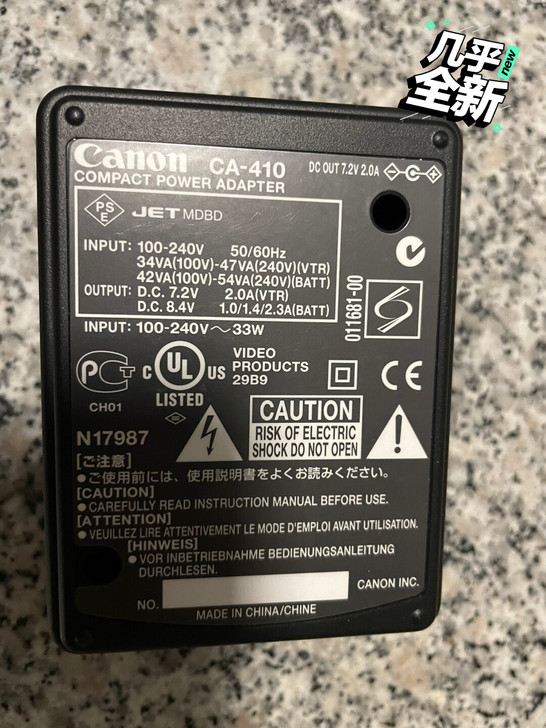 几乎
全新
new
Canon CA-410 DC OUT 7.2V 2.0A
COMPACT POWER ADAPTER
PS
E
JET MDBD
INPUT: 100-240V 50/60Hz
34VA(100V)-47VA(240V)(VTR)
42VA(100V)-54VA(240V)(BATT)
OUTPUT: D.C. 7.2V 2.0A(VTR)
D.C. 8.4V 1.0/1.4/2.3A(BATT)
INPUT: 100-240V～33W
011681-00
PCT
CH01
C UL US
LISTED
VIDEO
PRODUCTS
29B9
CE
N17987
CAUTION
RISK OF ELECTRIC
SHOCK DO NOT OPEN
[ご注意]
●ご使用前には、使用説明書をよくお読みください。
[CAUTION]
●CAREFULLY READ INSTRUCTION MANUAL BEFORE USE.
[ATTENTION]
●VEUILLEZ LIRE ATTENTIVEMENT LE MODE D'EMPLOI AVANT UTILISATION.
[HINWEIS]
●VOR INBETRIEBNAHME BEDIENUNGSANLEITUNG
DURCHLESEN.
CANON INC.
NO.
MADE IN CHINA/CHINE